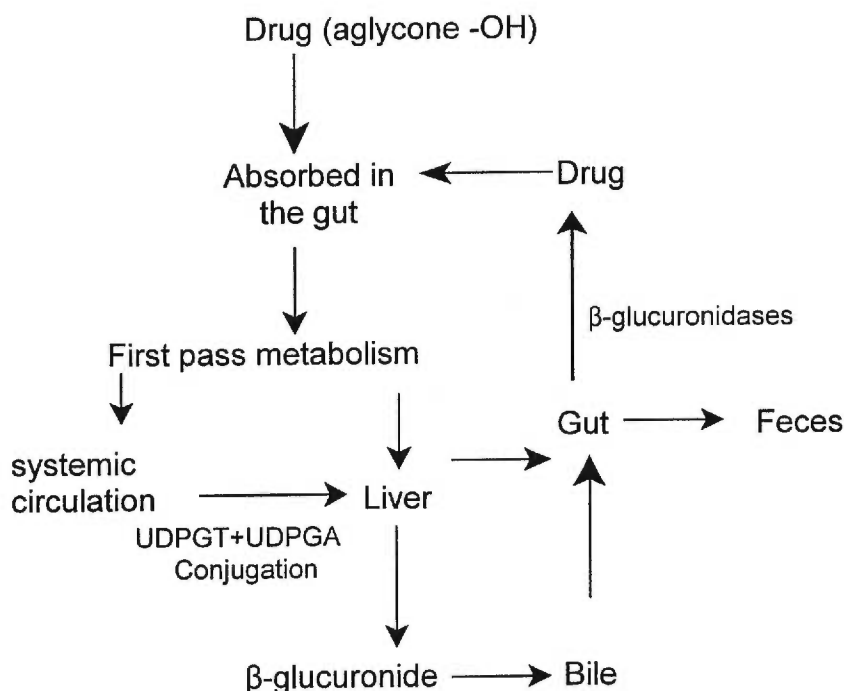 Drug (aglycone -OH)
Absorbed in
the gut
Drug
β-glucuronidases
First pass metabolism
Gut
Feces
systemic
circulation
Liver
UDPGT+UDPGA
Conjugation
β-glucuronide
Bile